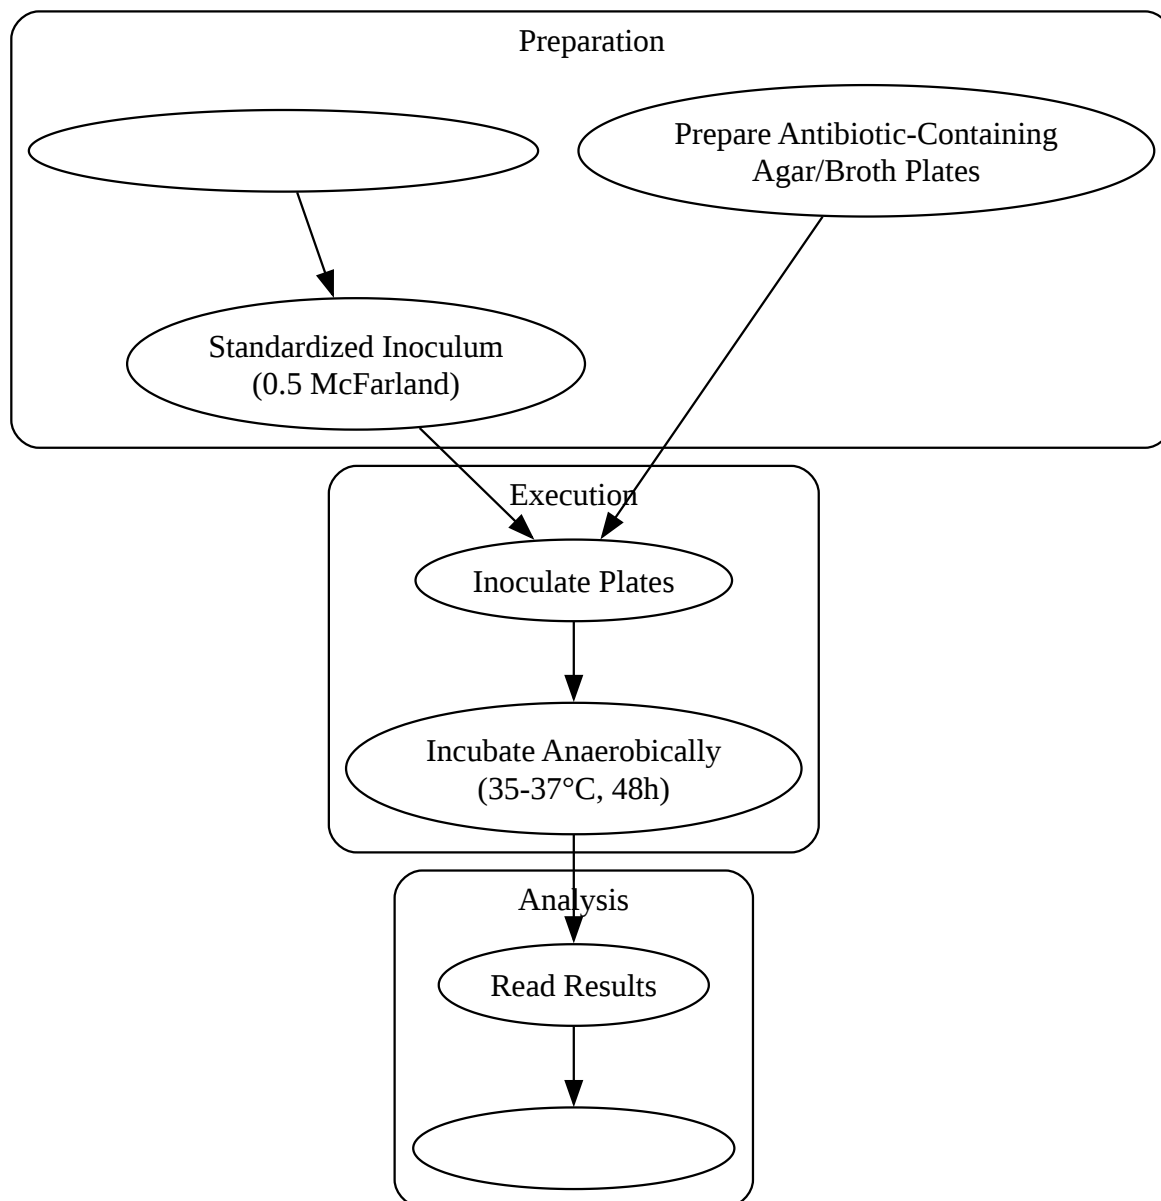 Preparation
Prepare Antibiotic-Containing
Agar/Broth Plates
Standardized Inoculum
(0.5 McFarland)
Execution
Inoculate Plates
Incubate Anaerobically
(35-37°C, 48h)
Analysis
Read Results